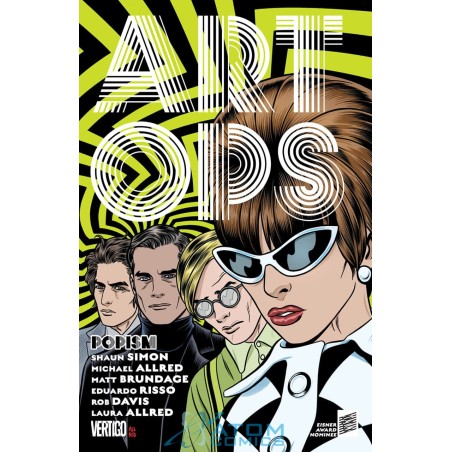 ART
OPS
POPISM
SHAUN SIMON
MICHAEL ALLRED
MATT BRUNDAGE
EDUARDO RISSO
ROB DAVIS
LAURA ALLRED
VERTIGO
ATOM
COMICS
EISNER
AWARD
NOMINEE